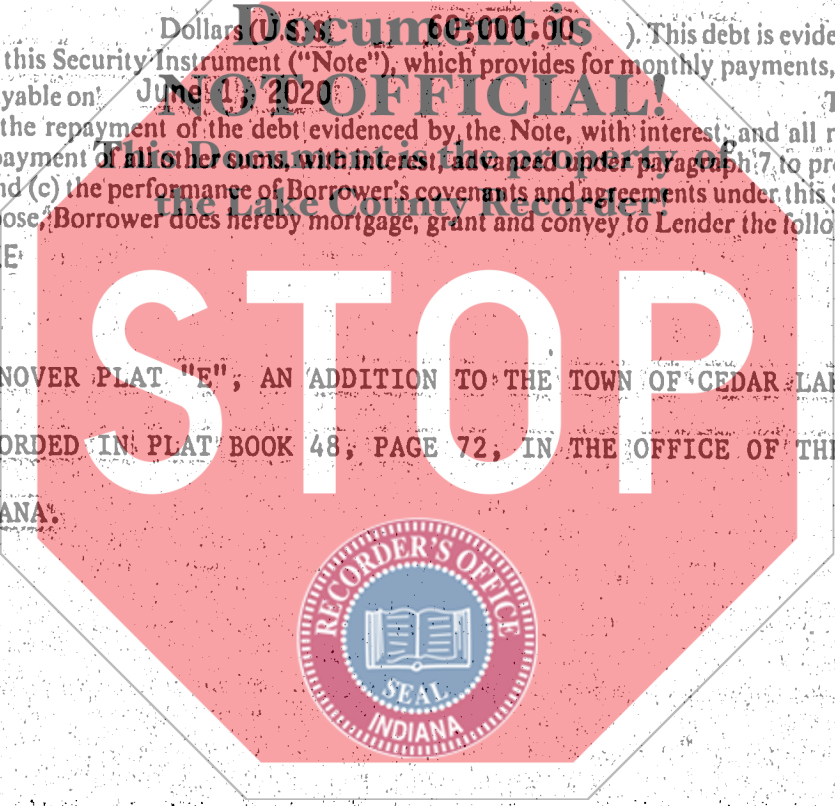 Document is
Dollars (U.S. $ 60,000.00 ). This debt is evide
this Security Instrument ("Note"), which provides for monthly payments,
NOT OFFICIAL!
yable on June 1, 2020 T
the repayment of the debt evidenced by the Note, with interest, and all r
This Document is the property of
payment of all other sums, with interest, advanced under paragraph 7 to pr
nd (c) the performance of Borrower's covenants and agreements under this
the Lake County Recorder!
ose, Borrower does hereby mortgage, grant and convey to Lender the follo
E
STOP
NOVER PLAT "E", AN ADDITION TO THE TOWN OF CEDAR LAK
ORDED IN PLAT BOOK 48, PAGE 72, IN THE OFFICE OF THE
ANA.
RECORDER'S OFFICE
SEAL
INDIANA